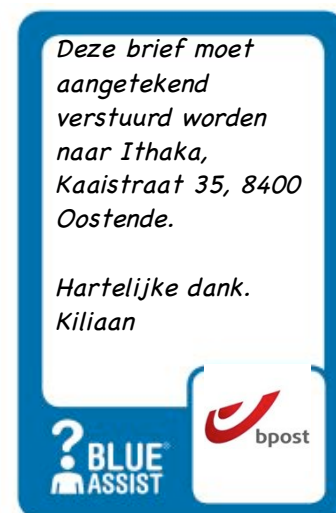 Deze brief moet
aangetekend
verstuurd worden
naar Ithaka,
Kaaistraat 35, 8400
Oostende.
Hartelijke dank.
Kiliaan
? BLUE®
ASSIST
bpost